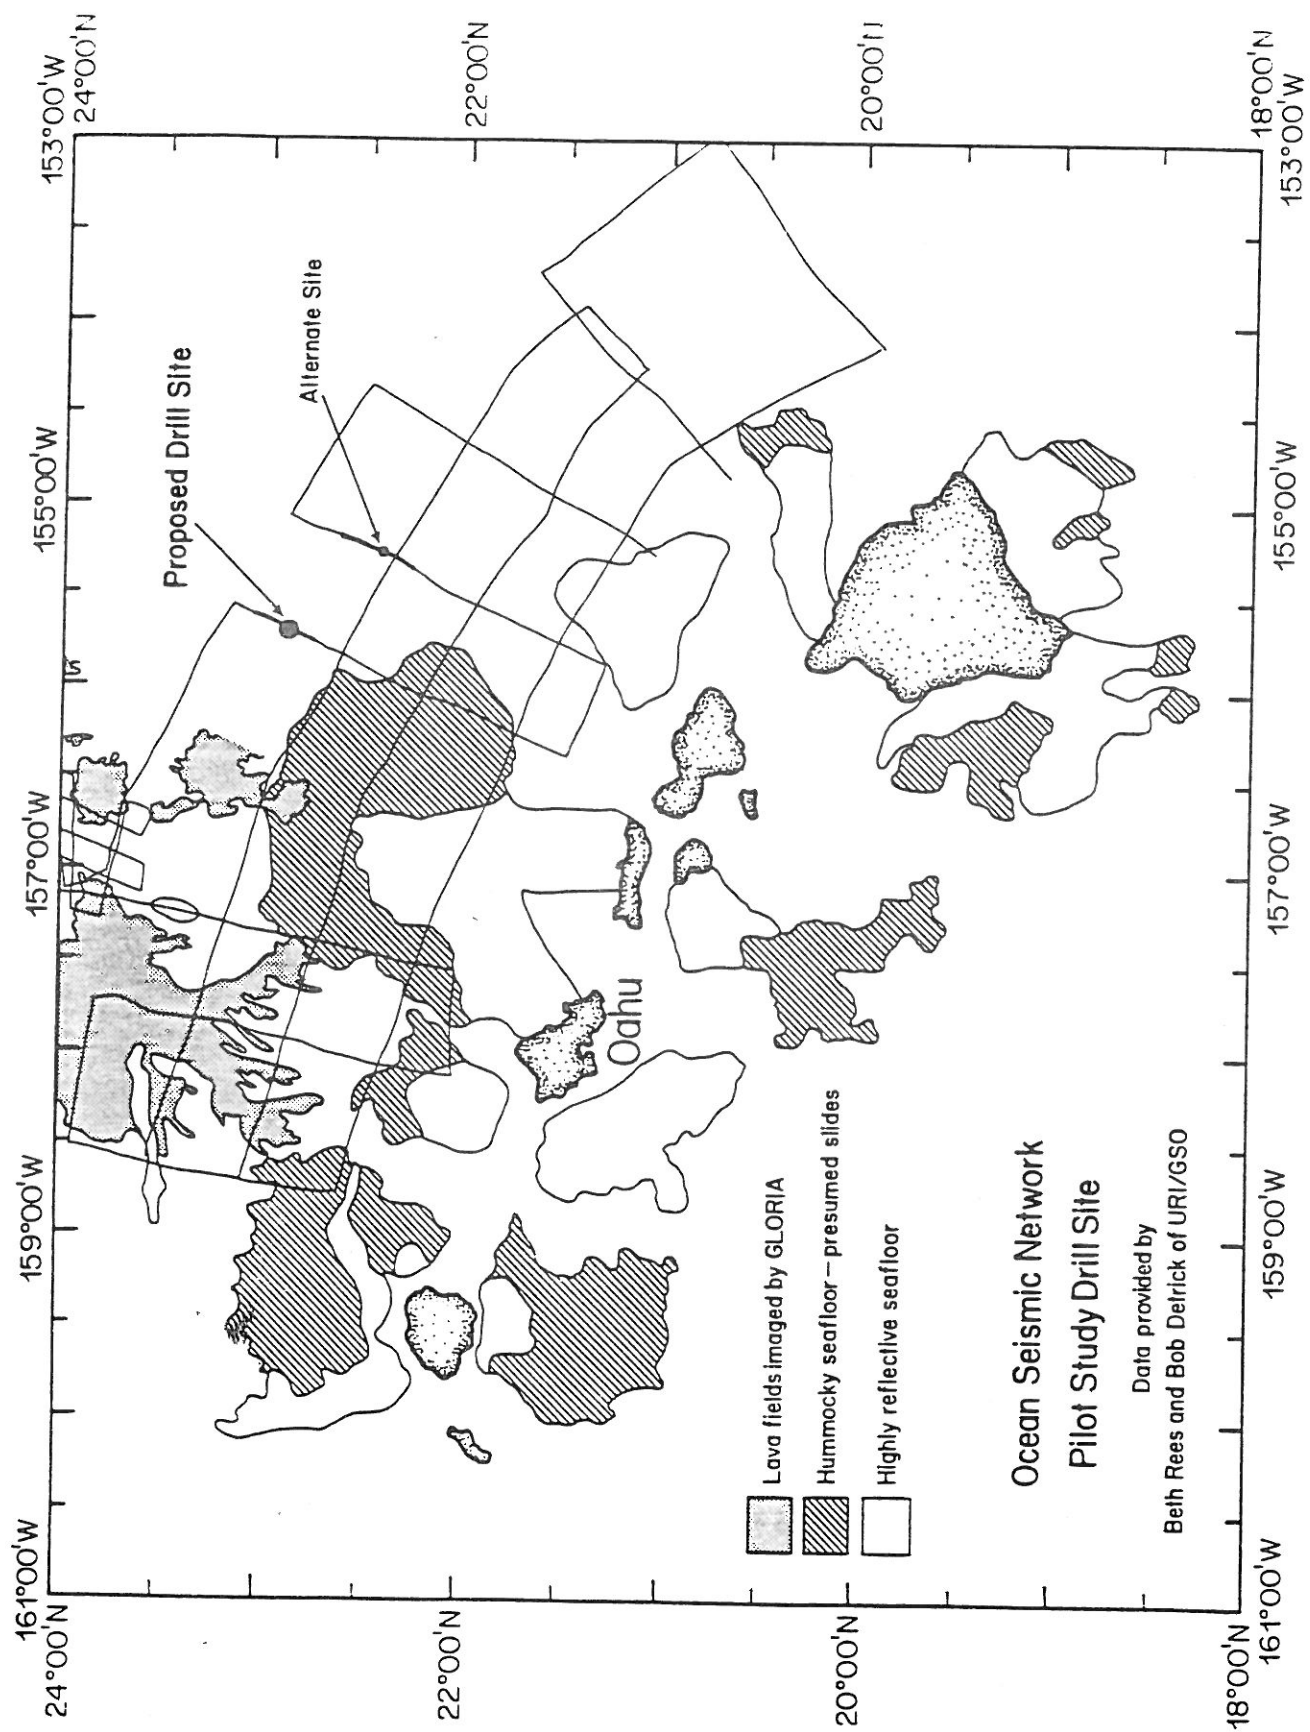 161°00'W 159°00'W 157°00'W 155°00'W 153°00'W
24°00'N 24°00'N
Proposed Drill Site
Alternate Site
22°00'N 22°00'N
Oahu
Lava fields imaged by GLORIA
Hummocky seafloor–presumed slides
Highly reflective seafloor
20°00'N 20°00'N
Ocean Seismic Network
Pilot Study Drill Site
Data provided by
Beth Rees and Bob Detrick of URI/GSO
18°00'N 18°00'N
161°00'W 159°00'W 157°00'W 155°00'W 153°00'W